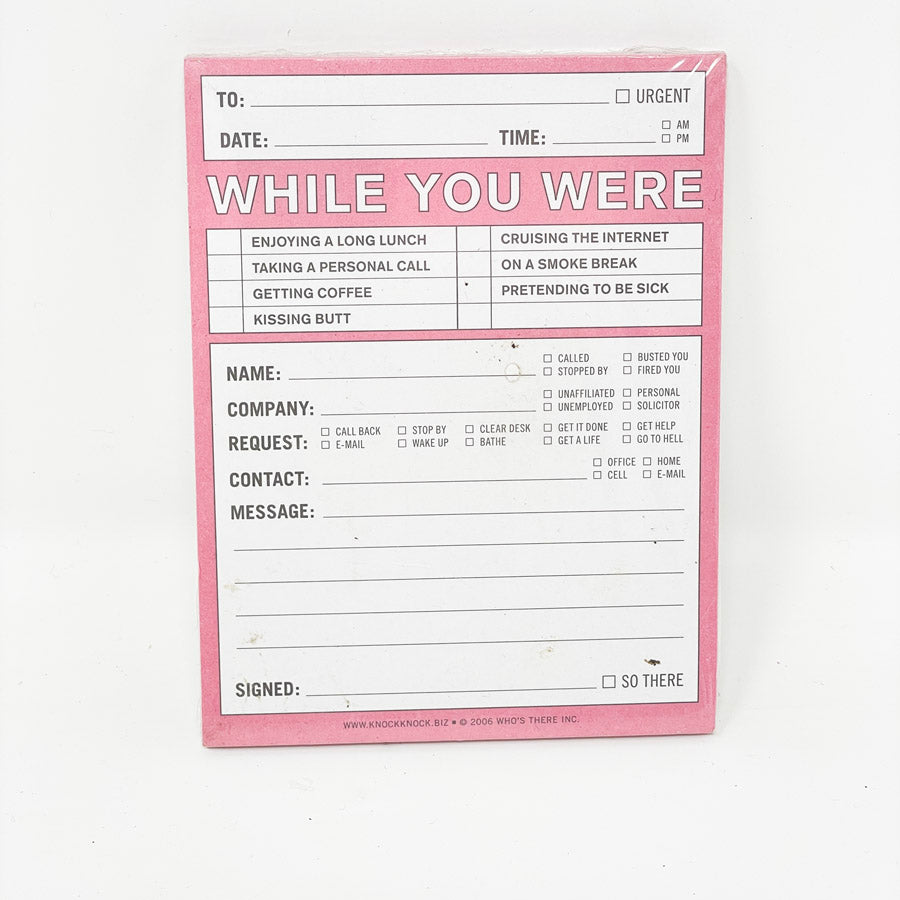 TO: URGENT
DATE: TIME: AM
PM
WHILE YOU WERE
ENJOYING A LONG LUNCH CRUISING THE INTERNET
TAKING A PERSONAL CALL ON A SMOKE BREAK
GETTING COFFEE PRETENDING TO BE SICK
KISSING BUTT
NAME: CALLED BUSTED YOU
STOPPED BY FIRED YOU
COMPANY: UNAFFILIATED PERSONAL
UNEMPLOYED SOLICITOR
REQUEST: CALL BACK STOP BY CLEAR DESK GET IT DONE GET HELP
E-MAIL WAKE UP BATHE GET A LIFE GO TO HELL
CONTACT: OFFICE HOME
CELL E-MAIL
MESSAGE:
SIGNED: SO THERE
WWW.KNOCKKNOCK.BIZ ■ © 2006 WHO'S THERE INC.